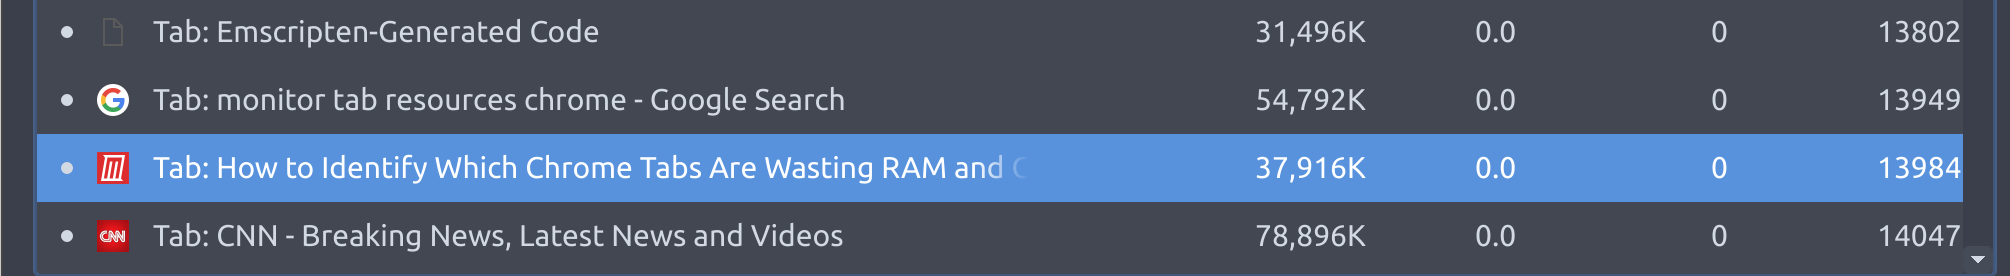 Tab: Emscripten-Generated Code 31,496K 0.0 0 13802
Tab: monitor tab resources chrome - Google Search 54,792K 0.0 0 13949
Tab: How to Identify Which Chrome Tabs Are Wasting RAM and 37,916K 0.0 0 13984
CNN Tab: CNN - Breaking News, Latest News and Videos 78,896K 0.0 0 14047